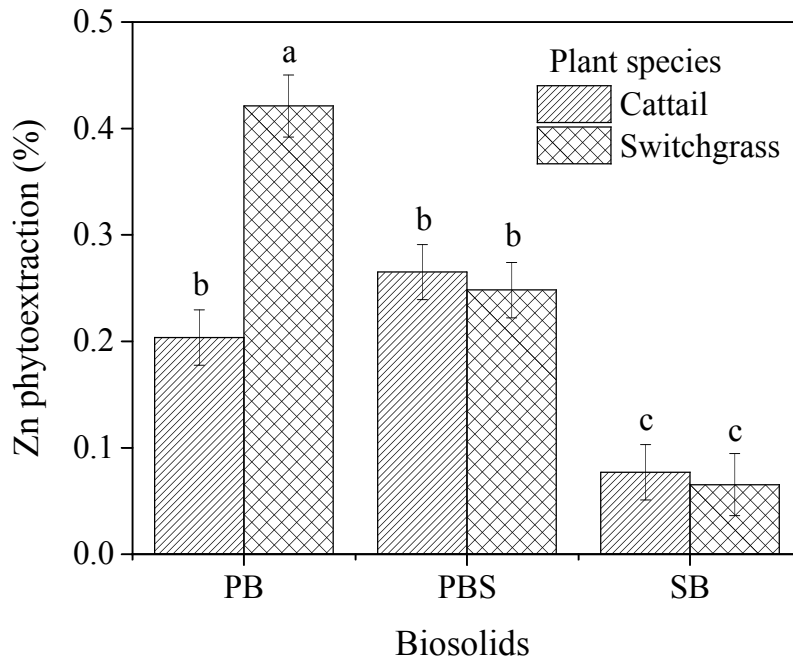 0.5
a
Plant species
Cattail
0.4
Switchgrass
Zn phytoextraction (%)
0.3
b
b
b
0.2
0.1
c
c
0.0
PB
PBS
SB
Biosolids